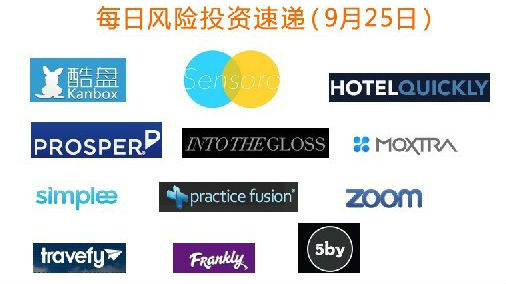 每日风险投资速递(9月25日)
酷盘
Kanbox
Sensoro
HOTELQUICKLY
PROSPER.P
INTO THE GLOSS
MOXTRA
simplee
practice fusion®
zoom
travefy
Frankly
5by